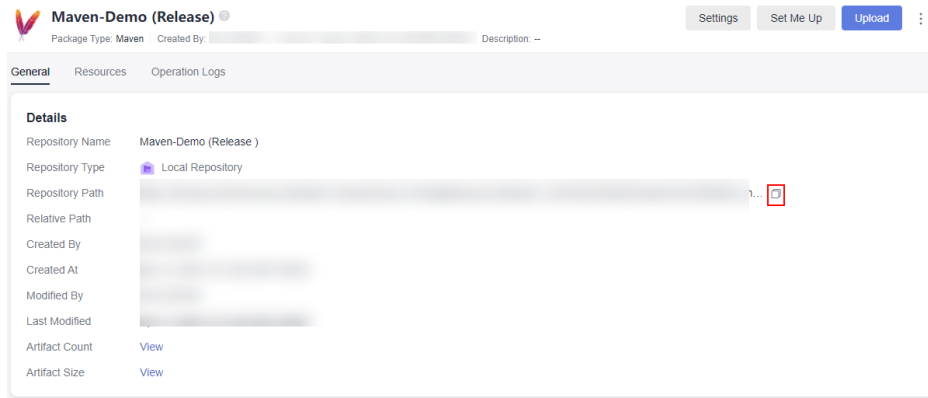 Maven-Demo (Release)
Settings
Set Me Up
Upload
Package Type: Maven Created By: Description: --
General Resources Operation Logs
Details
Repository Name Maven-Demo (Release )
Repository Type Local Repository
Repository Path ...
Relative Path
Created By
Created At
Modified By
Last Modified
Artifact Count View
Artifact Size View